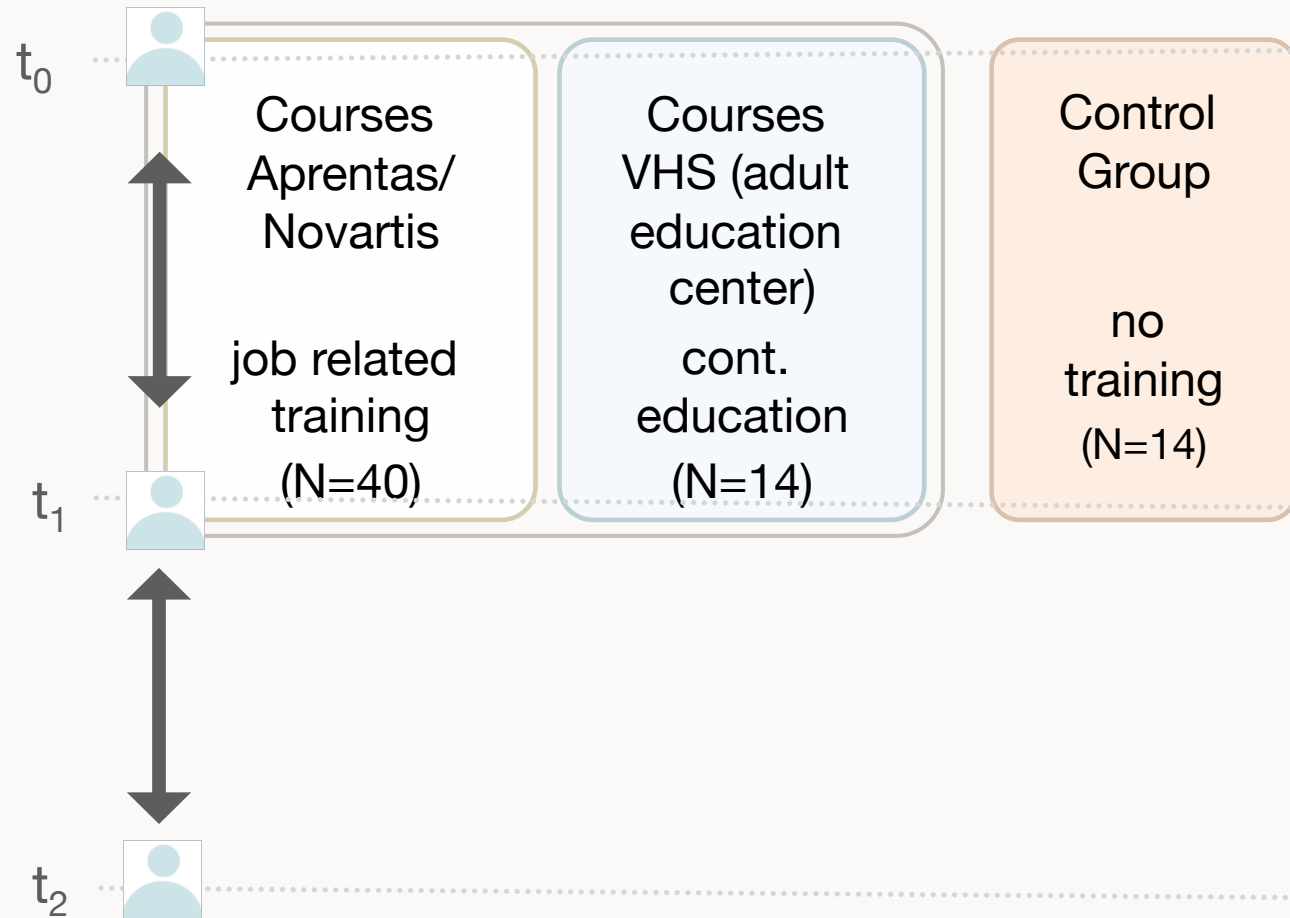 t0
Courses
Aprentas/
Novartis
job related
training
(N=40)
Courses
VHS (adult
education
center)
cont.
education
(N=14)
Control
Group
no
training
(N=14)
t1
t2